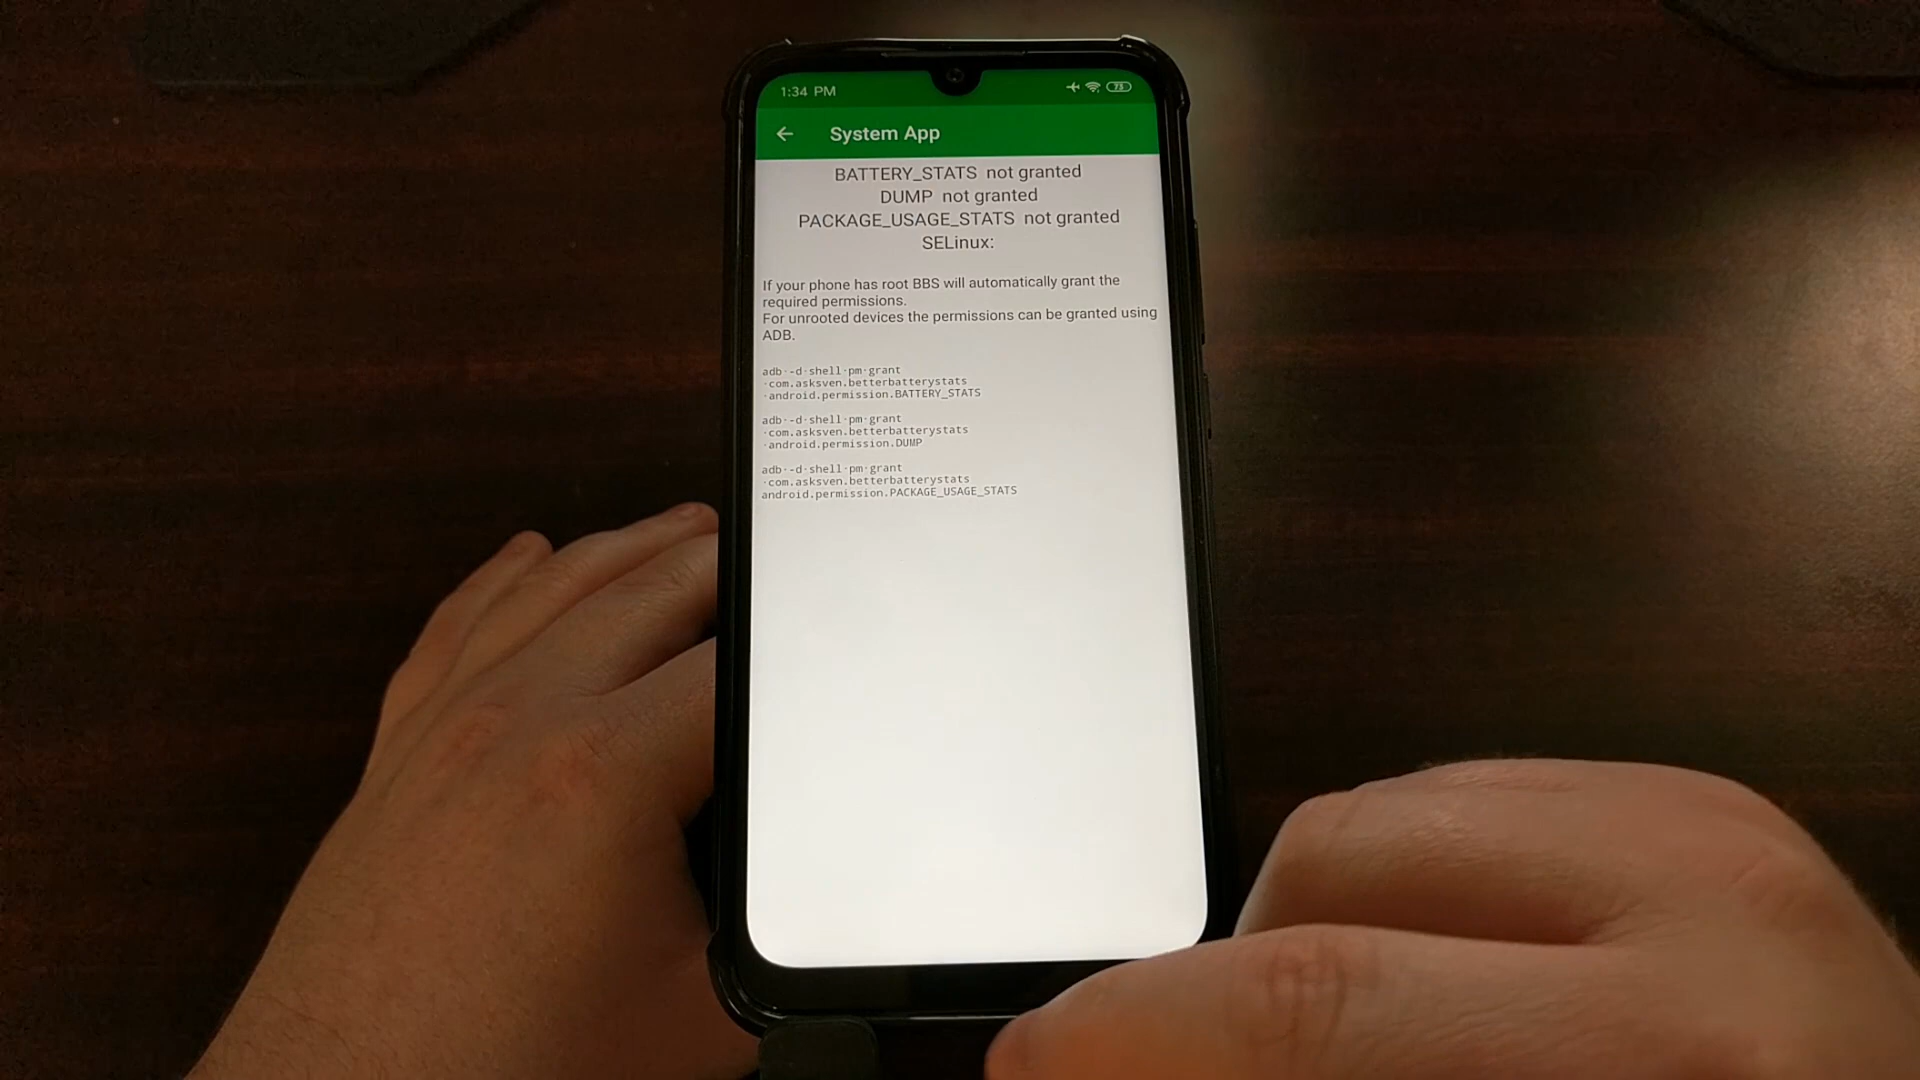 1:34 PM
73
System App
BATTERY_STATS not granted
DUMP not granted
PACKAGE_USAGE_STATS not granted
SELinux:
If your phone has root BBS will automatically grant the
required permissions.
For unrooted devices the permissions can be granted using
ADB.
adb·-d·shell·pm·grant
·com.asksven.betterbatterystats
·android.permission.BATTERY_STATS
adb·-d·shell·pm·grant
·com.asksven.betterbatterystats
·android.permission.DUMP
adb·-d·shell·pm·grant
·com.asksven.betterbatterystats
android.permission.PACKAGE_USAGE_STATS